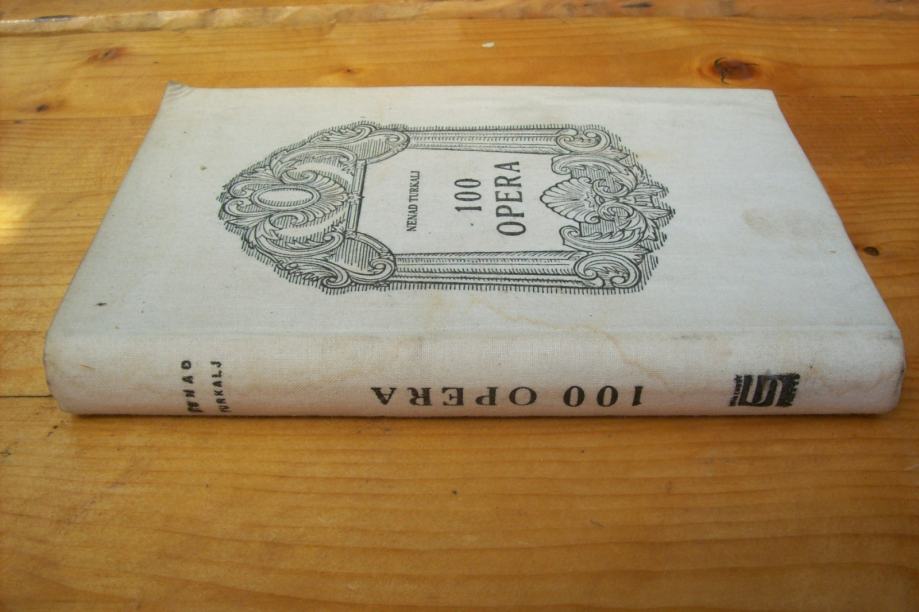 NENAD TURKALJ
100
OPERA
NENAD
TURKALJ
100 OPERA